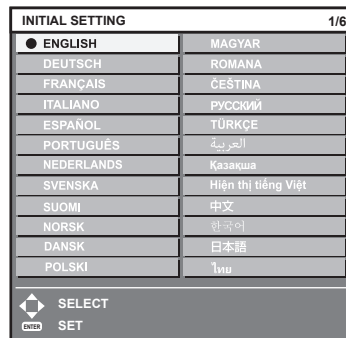 INITIAL SETTING 1/6
ENGLISH
DEUTSCH
FRANÇAIS
ITALIANO
ESPAÑOL
PORTUGUÊS
NEDERLANDS
SVENSKA
SUOMI
NORSK
DANSK
POLSKI
MAGYAR
ROMANA
ČEŠTINA
РУССКИЙ
TÜRKÇE
العربية
Қазақша
Hiện thị tiếng Việt
中文
한국어
日本語
ไทย
SELECT
ENTER SET